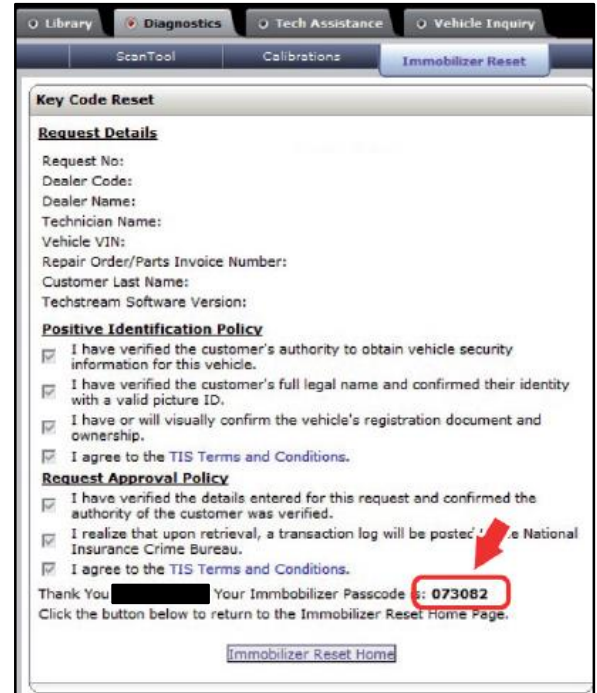 Library Diagnostics Tech Assistance Vehicle Inquiry
ScanTool Calibrations Immobilizer Reset
Key Code Reset
Request Details
Request No:
Dealer Code:
Dealer Name:
Technician Name:
Vehicle VIN:
Repair Order/Parts Invoice Number:
Customer Last Name:
Techstream Software Version:
Positive Identification Policy
I have verified the customer's authority to obtain vehicle security
information for this vehicle.
I have verified the customer's full legal name and confirmed their identity
with a valid picture ID.
I have or will visually confirm the vehicle's registration document and
ownership.
I agree to the TIS Terms and Conditions.
Request Approval Policy
I have verified the details entered for this request and confirmed the
authority of the customer was verified.
I realize that upon retrieval, a transaction log will be posted National
Insurance Crime Bureau.
I agree to the TIS Terms and Conditions.
Thank You Your Immbobilizer Passcode is: 073082
Click the button below to return to the Immobilizer Reset Home Page.
Immobilizer Reset Home